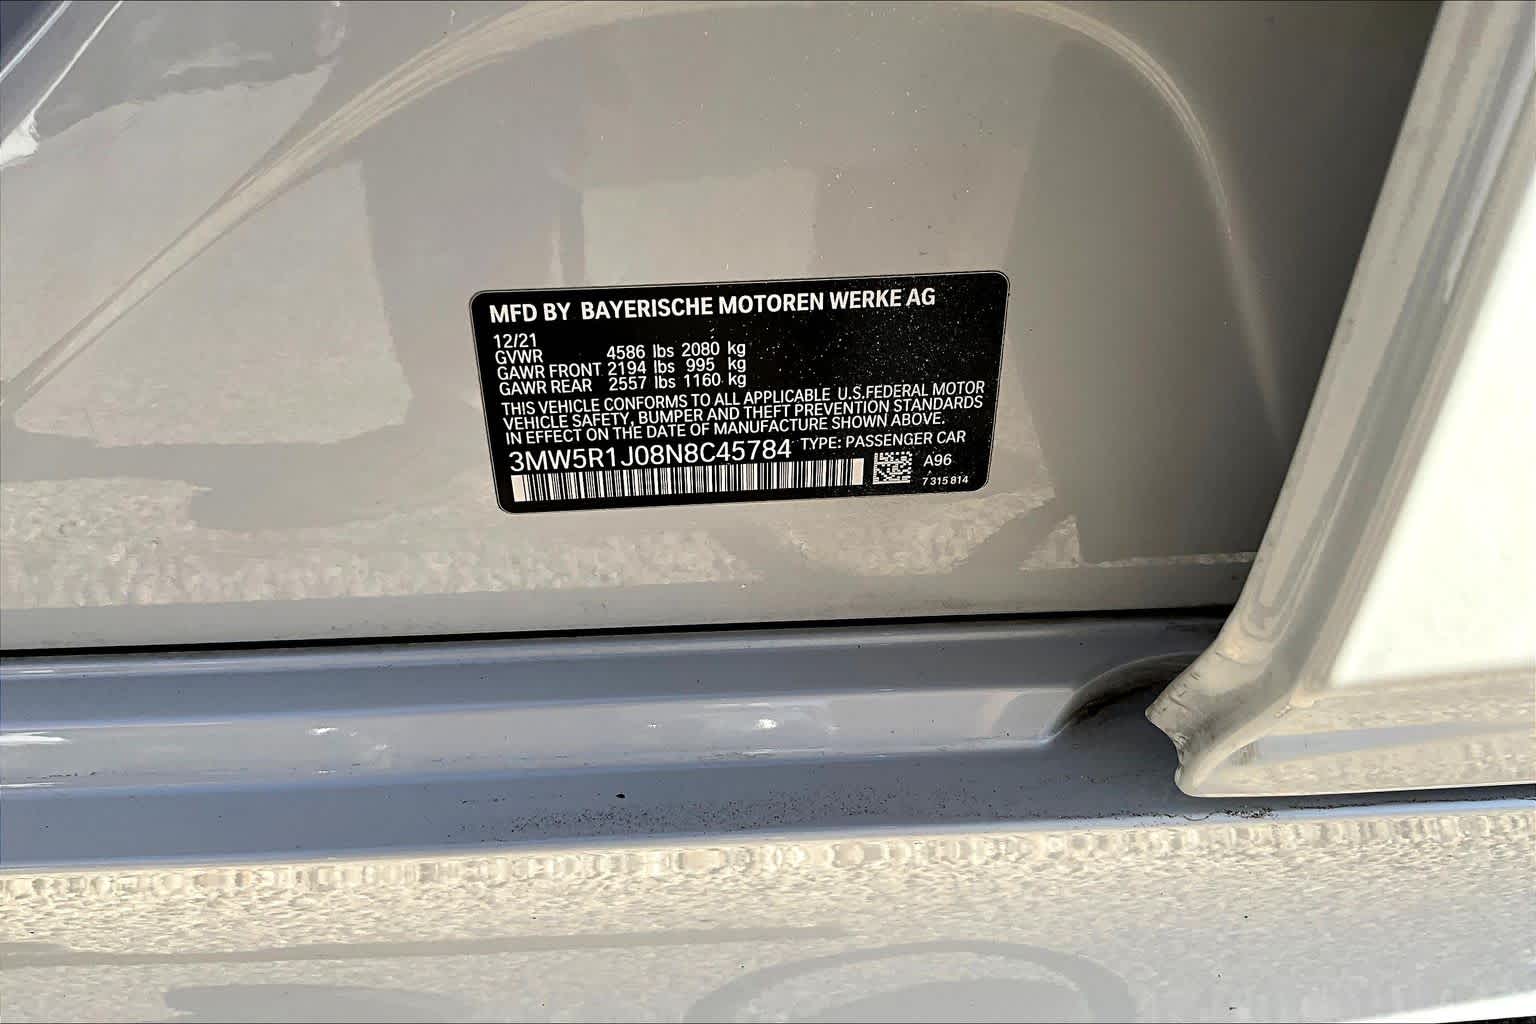 MFD BY BAYERISCHE MOTOREN WERKE AG
12/21
GVWR 4586 lbs 2080 kg
GAWR FRONT 2194 lbs 995 kg
GAWR REAR 2557 lbs 1160 kg
THIS VEHICLE CONFORMS TO ALL APPLICABLE U.S.FEDERAL MOTOR
VEHICLE SAFETY, BUMPER AND THEFT PREVENTION STANDARDS
IN EFFECT ON THE DATE OF MANUFACTURE SHOWN ABOVE.
3MW5R1J08N8C45784 TYPE: PASSENGER CAR
A96
7 315 814